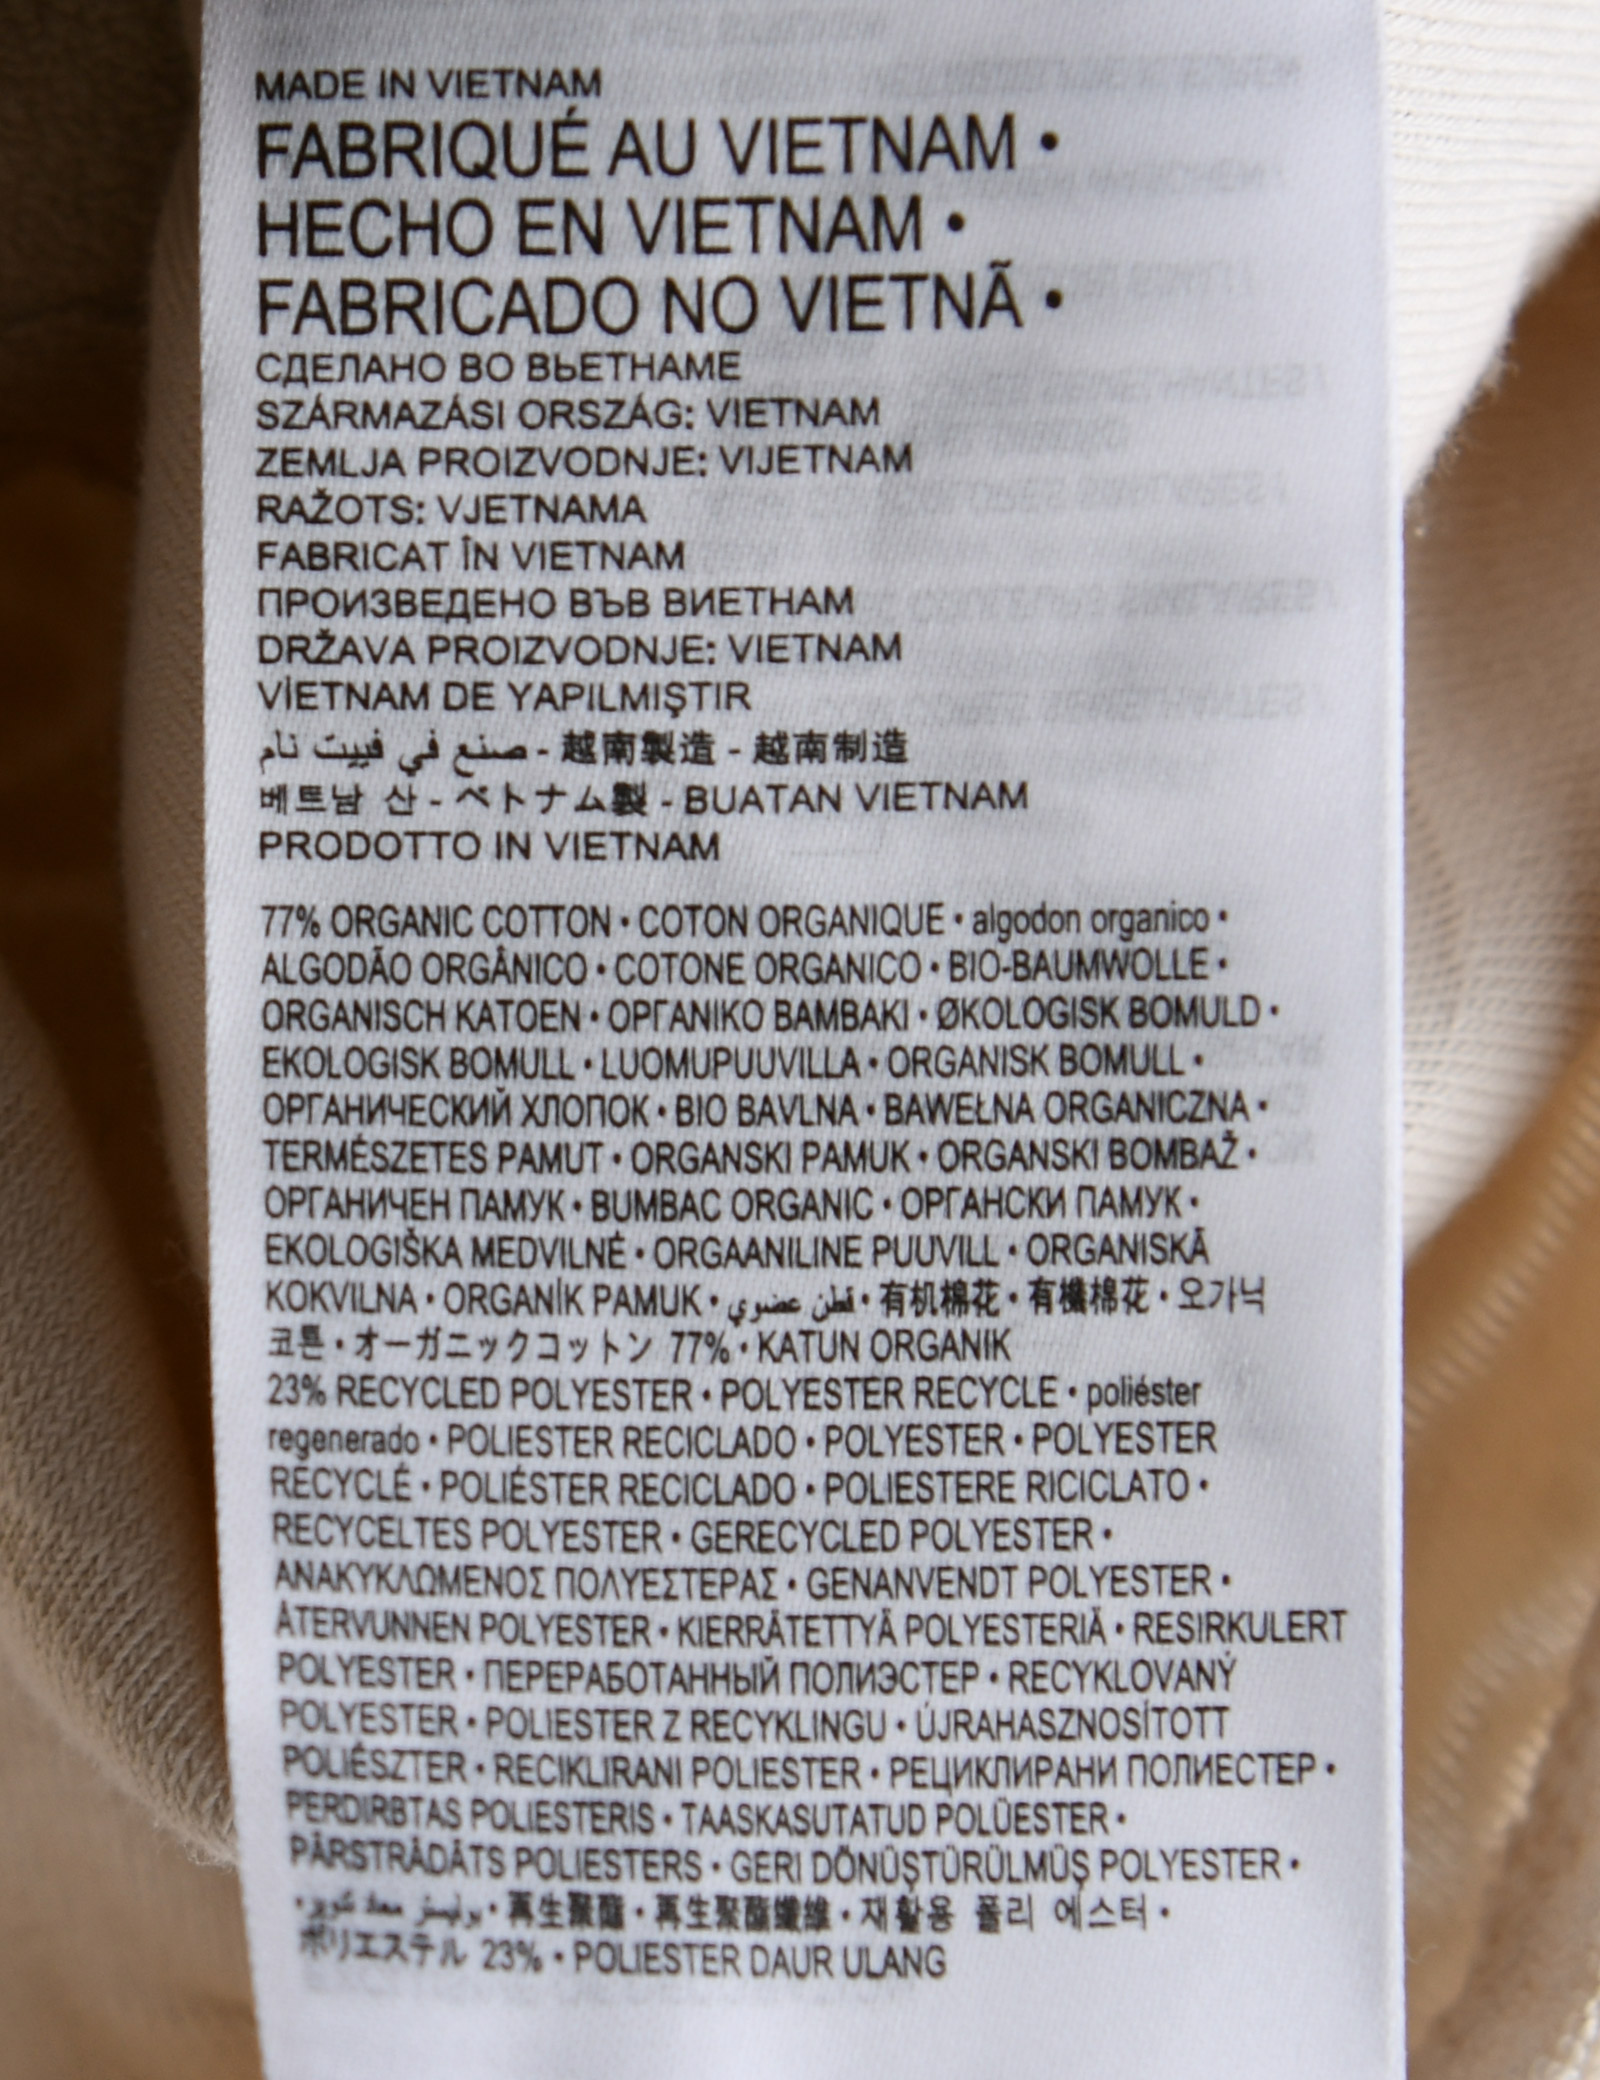 MADE IN VIETNAM
FABRIQUÉ AU VIETNAM •
HECHO EN VIETNAM •
FABRICADO NO VIETNÃ •
СДЕЛАНО ВО ВЬЕТНАМЕ
SZÁRMAZÁSI ORSZÁG: VIETNAM
ZEMLJA PROIZVODNJE: VIJETNAM
RAŽOTS: VJETNAMA
FABRICAT ÎN VIETNAM
ПРОИЗВЕДЕНО ВЪВ ВИЕТНАМ
DRŽAVA PROIZVODNJE: VIETNAM
VİETNAM DE YAPILMIŞTIR
صنع في فييت نام - 越南製造 - 越南制造
베트남 산 - ベトナム製 - BUATAN VIETNAM
PRODOTTO IN VIETNAM
77% ORGANIC COTTON • COTON ORGANIQUE • algodon organico •
ALGODÃO ORGÂNICO • COTONE ORGANICO • BIO-BAUMWOLLE •
ORGANISCH KATOEN • ΟΡΓΑΝΙΚΟ ΒΑΜΒΑΚΙ • ØKOLOGISK BOMULD •
EKOLOGISK BOMULL • LUOMUPUUVILLA • ORGANISK BOMULL •
ОРГАНИЧЕСКИЙ ХЛОПОК • BIO BAVLNA • BAWEŁNA ORGANICZNA •
TERMÉSZETES PAMUT • ORGANSKI PAMUK • ORGANSKI BOMBAŽ •
ОРГАНИЧЕН ПАМУК • BUMBAC ORGANIC • ОРГАНСКИ ПАМУК •
EKOLOGIŠKA MEDVILNĖ • ORGAANILINE PUUVILL • ORGANISKĀ
KOKVILNA • ORGANİK PAMUK • قطن عضوي • 有机棉花 • 有機棉花 • 오가닉
코튼 • オーガニックコットン 77% • KATUN ORGANIK
23% RECYCLED POLYESTER • POLYESTER RECYCLE • poliéster
regenerado • POLIESTER RECICLADO • POLYESTER • POLYESTER
RECYCLÉ • POLIÉSTER RECICLADO • POLIESTERE RICICLATO •
RECYCELTES POLYESTER • GERECYCLED POLYESTER •
ΑΝΑΚΥΚΛΩΜΕΝΟΣ ΠΟΛΥΕΣΤΕΡΑΣ • GENANVENDT POLYESTER •
ÅTERVUNNEN POLYESTER • KIERRÄTETTYÄ POLYESTERIÄ • RESIRKULERT
POLYESTER • ПЕРЕРАБОТАННЫЙ ПОЛИЭСТЕР • RECYKLOVANÝ
POLYESTER • POLIESTER Z RECYKLINGU • ÚJRAHASZNOSÍTOTT
POLIÉSZTER • RECIKLIRANI POLIESTER • РЕЦИКЛИРАНИ ПОЛИЕСТЕР •
PERDIRBTAS POLIESTERIS • TAASKASUTATUD POLÜESTER •
PĀRSTRĀDĀTS POLIESTERS • GERI DÖNÜŞTÜRÜLMÜŞ POLYESTER •
• بوليستر معاد تدوير • 再生聚酯 • 再生聚酯纖維 • 재활용 폴리 에스터 •
ポリエステル 23% • POLIESTER DAUR ULANG